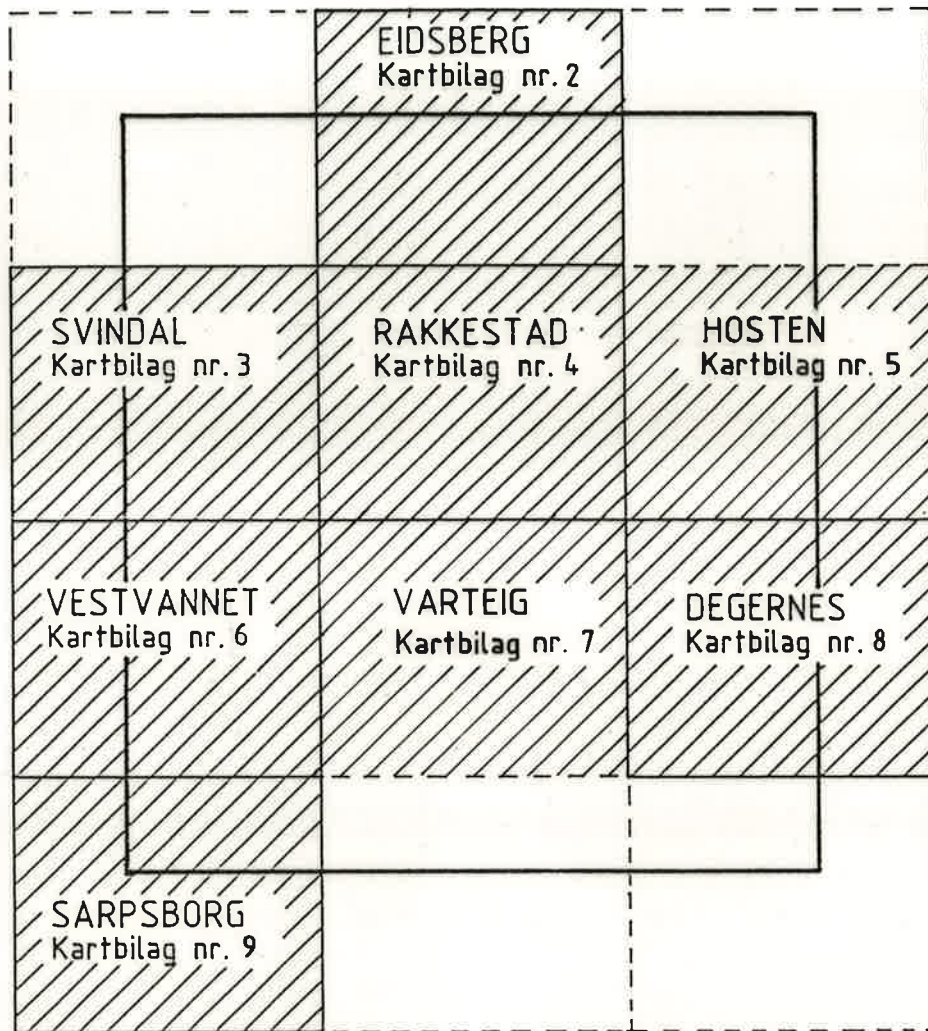 EIDSBERG
Kartbilag nr. 2
SVINDAL
Kartbilag nr. 3
RAKKESTAD
Kartbilag nr. 4
HOSTEN
Kartbilag nr. 5
VESTVANNET
Kartbilag nr. 6
VARTEIG
Kartbilag nr. 7
DEGERNES
Kartbilag nr. 8
SARPSBORG
Kartbilag nr. 9